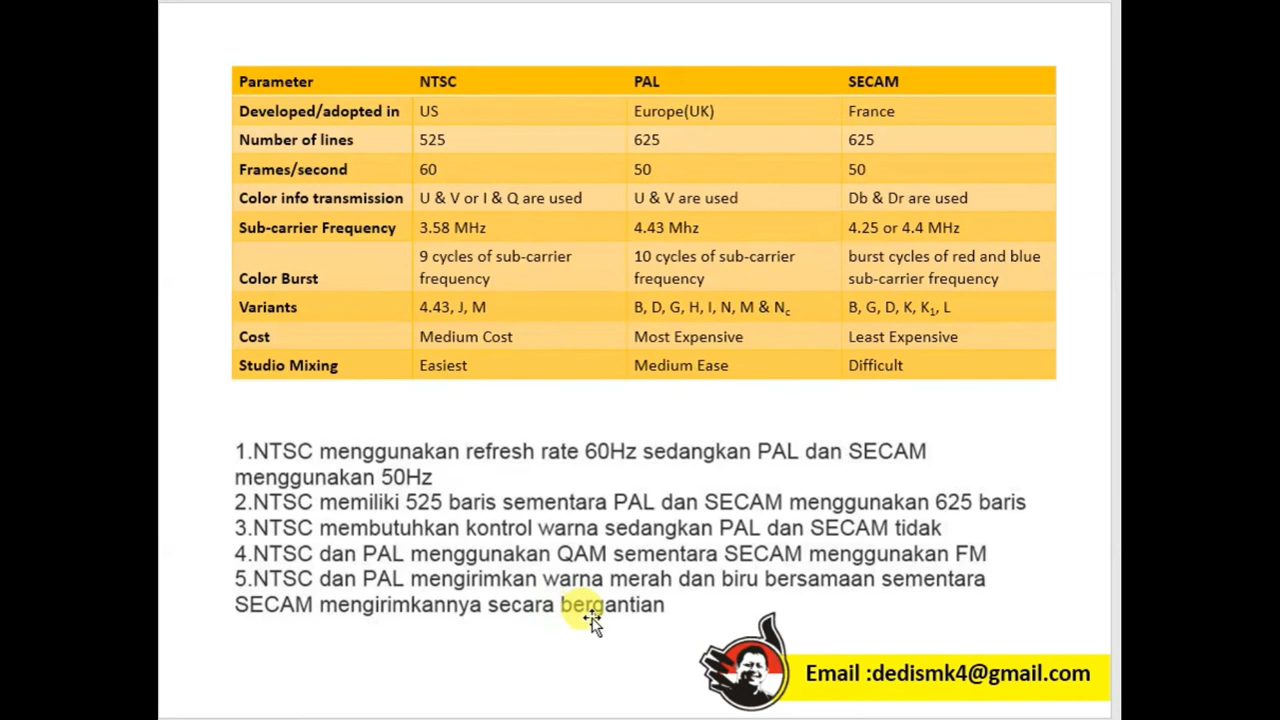 Parameter NTSC PAL SECAM
Developed/adopted in US Europe(UK) France
Number of lines 525 625 625
Frames/second 60 50 50
Color info transmission U & V or I & Q are used U & V are used Db & Dr are used
Sub-carrier Frequency 3.58 MHz 4.43 Mhz 4.25 or 4.4 MHz
Color Burst 9 cycles of sub-carrier frequency 10 cycles of sub-carrier frequency burst cycles of red and blue sub-carrier frequency
Variants 4.43, J, M B, D, G, H, I, N, M & Nc B, G, D, K, K1, L
Cost Medium Cost Most Expensive Least Expensive
Studio Mixing Easiest Medium Ease Difficult
1.NTSC menggunakan refresh rate 60Hz sedangkan PAL dan SECAM
menggunakan 50Hz
2.NTSC memiliki 525 baris sementara PAL dan SECAM menggunakan 625 baris
3.NTSC membutuhkan kontrol warna sedangkan PAL dan SECAM tidak
4.NTSC dan PAL menggunakan QAM sementara SECAM menggunakan FM
5.NTSC dan PAL mengirimkan warna merah dan biru bersamaan sementara
SECAM mengirimkannya secara bergantian
Email :dedismk4@gmail.com